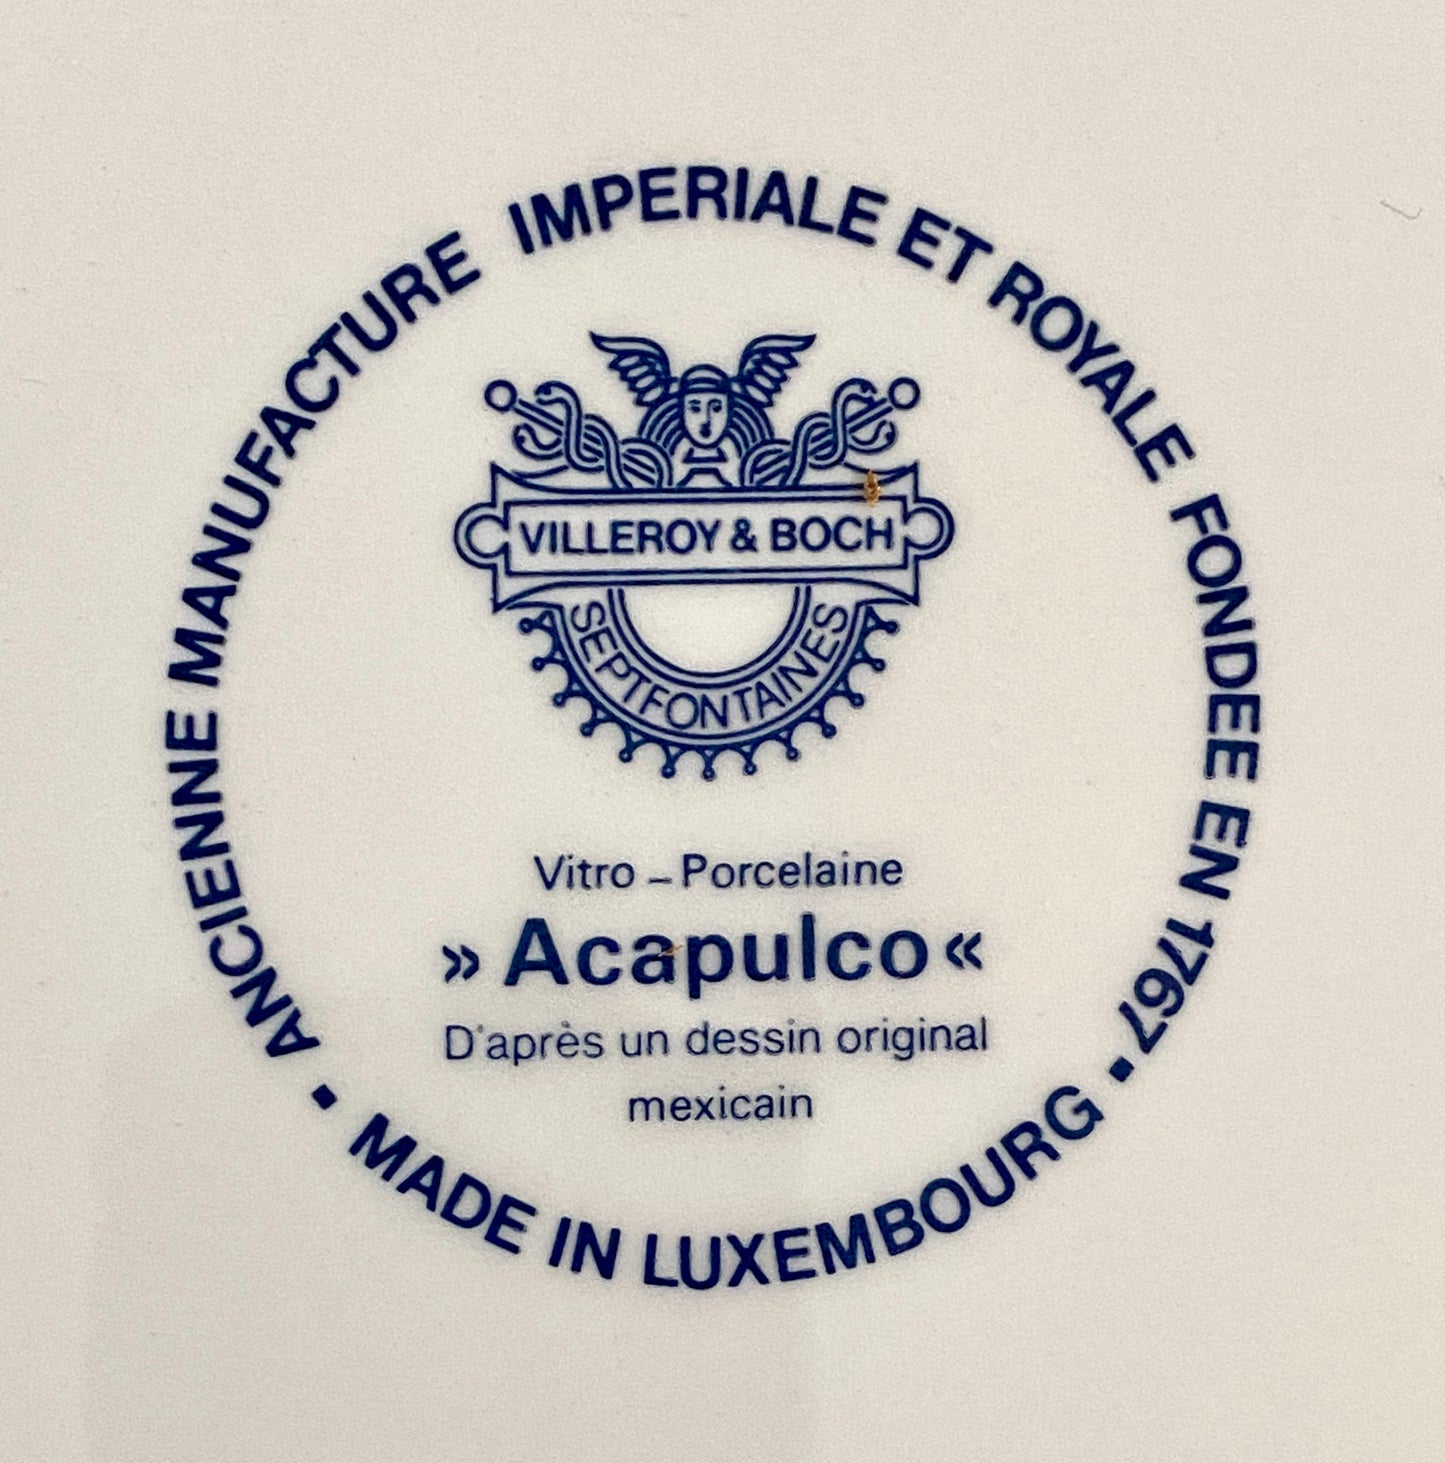 ANCIENNE MANUFACTURE IMPERIALE ET ROYALE FONDEE EN 1767 •
MADE IN LUXEMBOURG •
VILLEROY & BOCH
SEPTFONTAINES
Vitro – Porcelaine
» Acapulco «
D'après un dessin original
mexicain